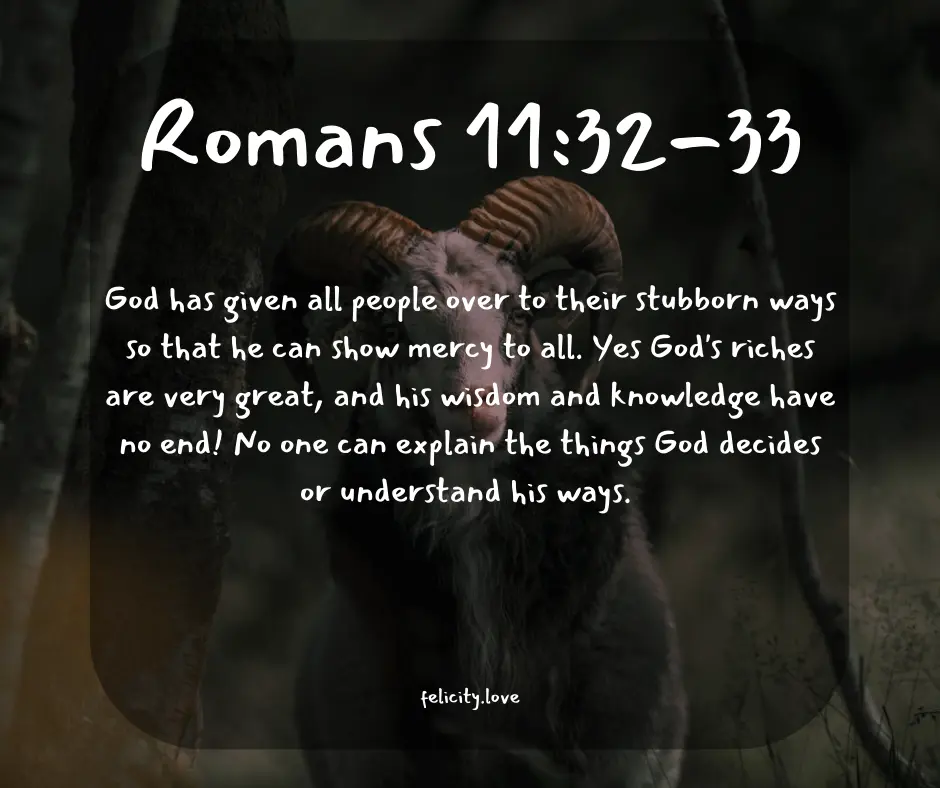 Romans 11:32-33
God has given all people over to their stubborn ways
so that he can show mercy to all. Yes God's riches
are very great, and his wisdom and knowledge have
no end! No one can explain the things God decides
or understand his ways.
felicity.love